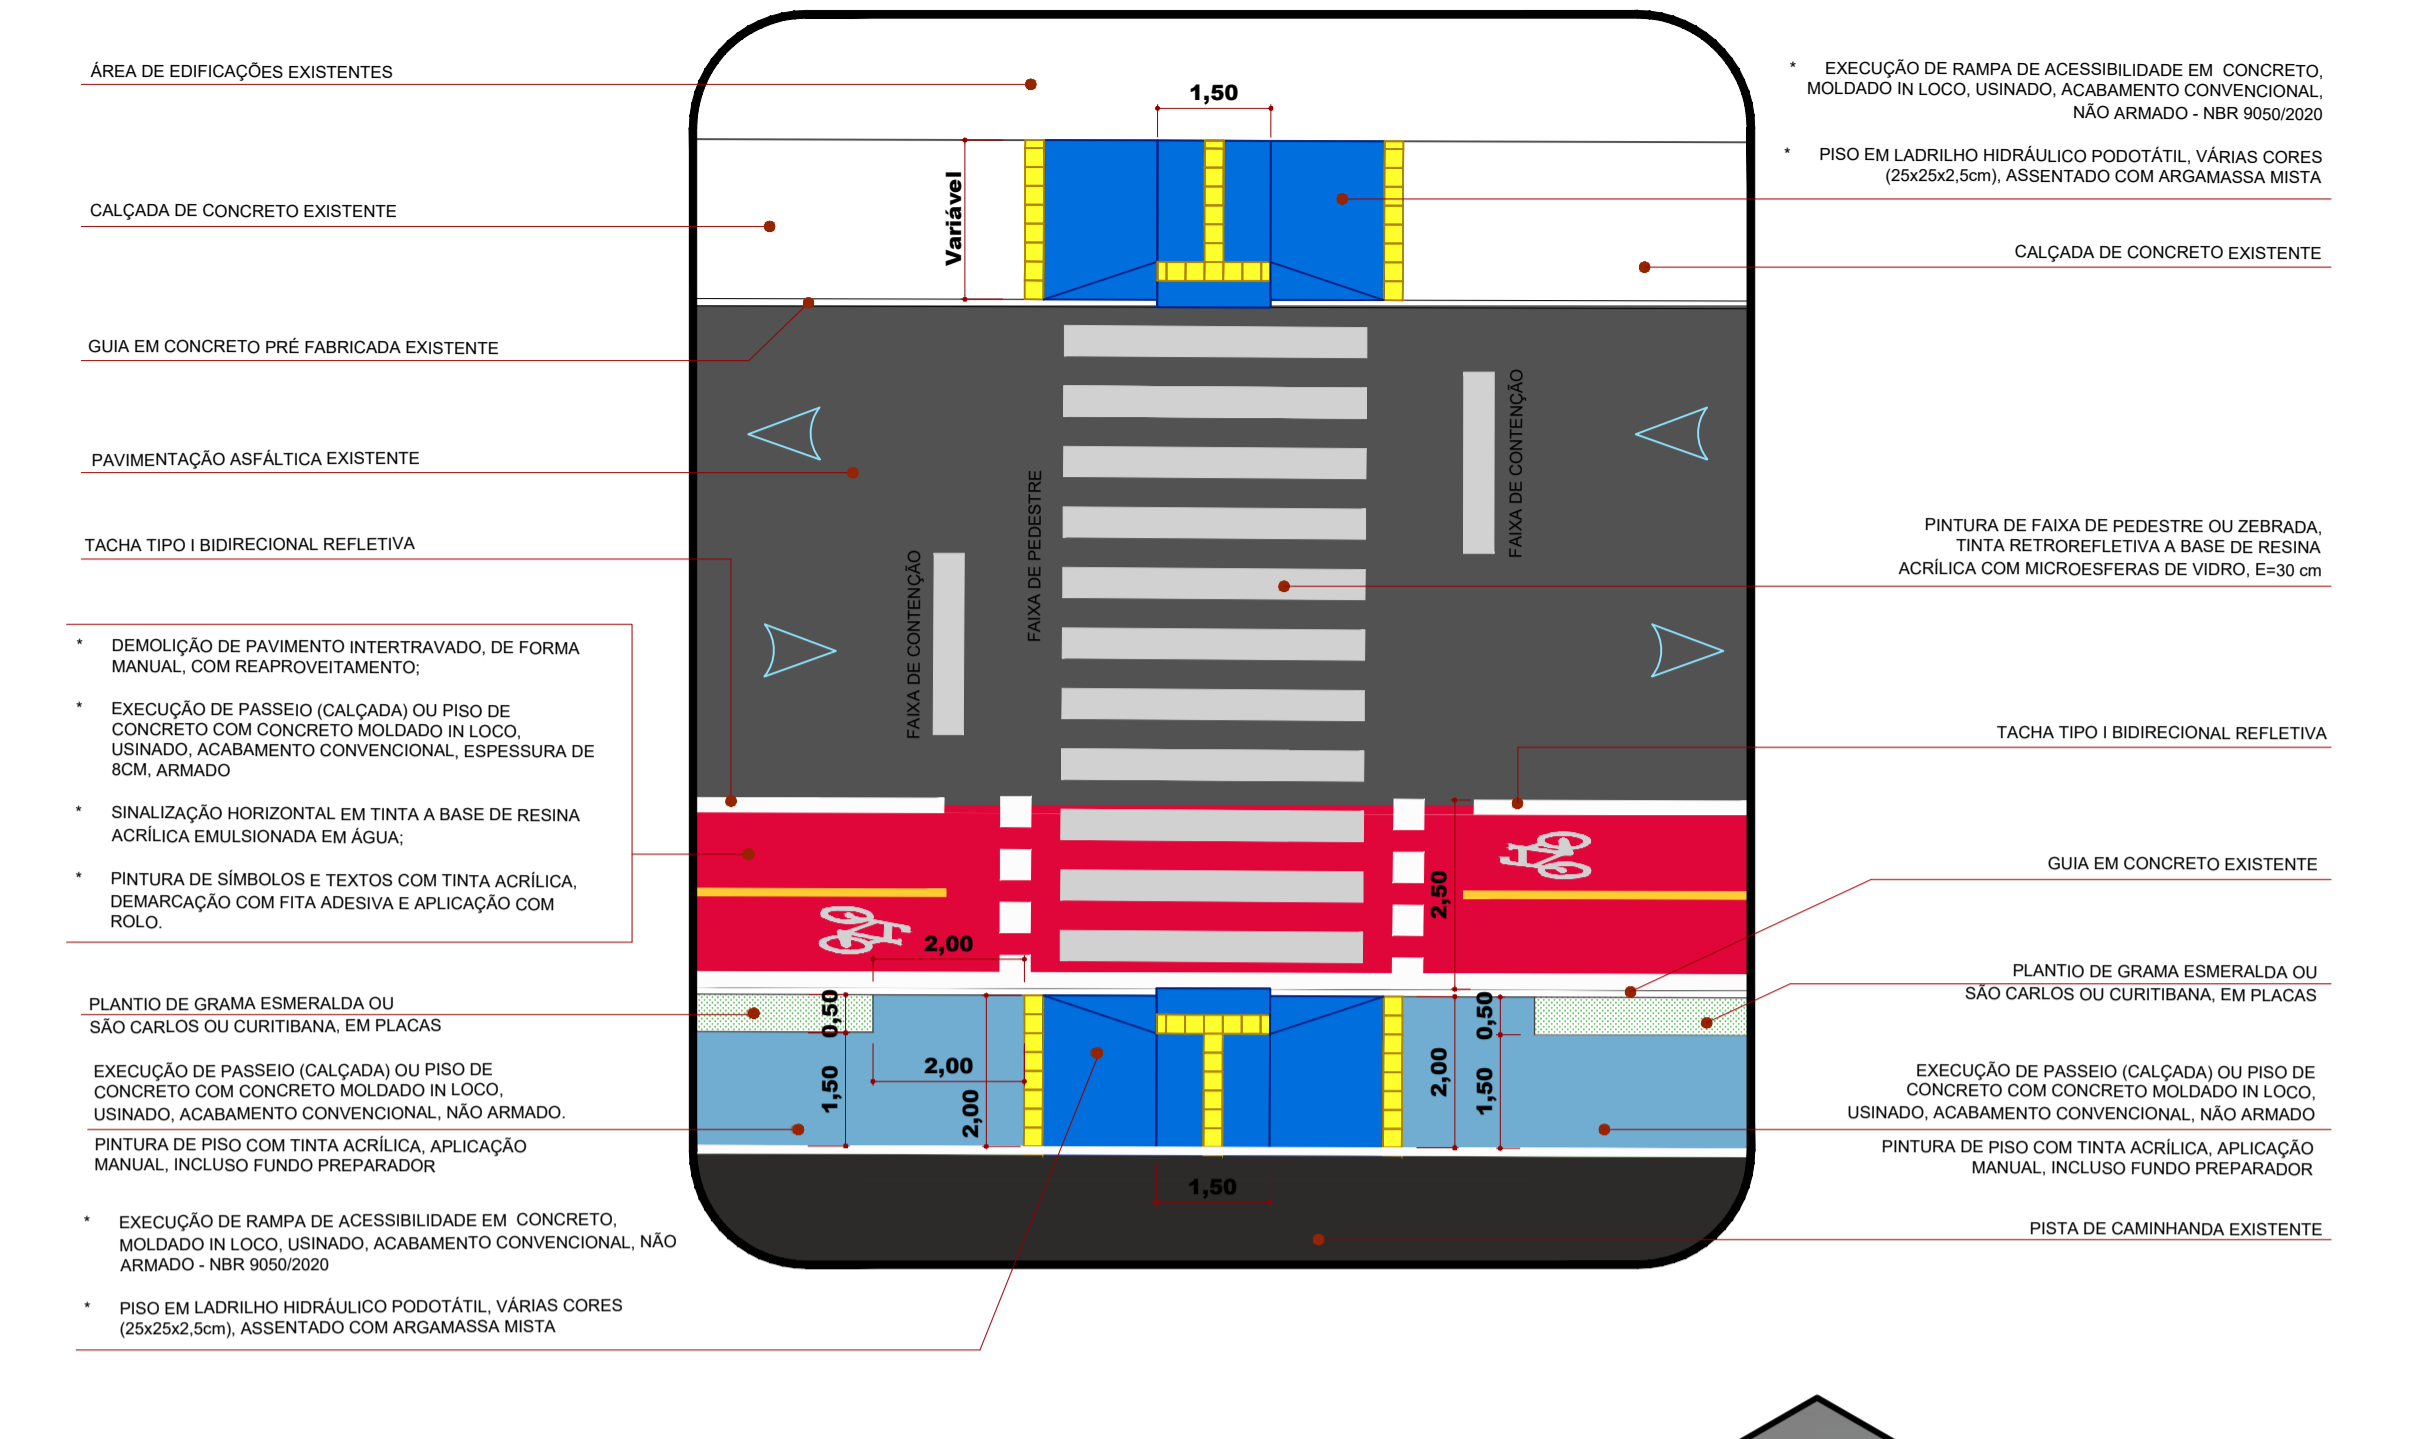 ÁREA DE EDIFICAÇÕES EXISTENTES
CALÇADA DE CONCRETO EXISTENTE
GUIA EM CONCRETO PRÉ FABRICADA EXISTENTE
PAVIMENTAÇÃO ASFÁLTICA EXISTENTE
TACHA TIPO I BIDIRECIONAL REFLETIVA
* DEMOLIÇÃO DE PAVIMENTO INTERTRAVADO, DE FORMA
MANUAL, COM REAPROVEITAMENTO;
* EXECUÇÃO DE PASSEIO (CALÇADA) OU PISO DE
CONCRETO COM CONCRETO MOLDADO IN LOCO,
USINADO, ACABAMENTO CONVENCIONAL, ESPESSURA DE
8CM, ARMADO
* SINALIZAÇÃO HORIZONTAL EM TINTA A BASE DE RESINA
ACRÍLICA EMULSIONADA EM ÁGUA;
* PINTURA DE SÍMBOLOS E TEXTOS COM TINTA ACRÍLICA,
DEMARCAÇÃO COM FITA ADESIVA E APLICAÇÃO COM
ROLO.
PLANTIO DE GRAMA ESMERALDA OU
SÃO CARLOS OU CURITIBANA, EM PLACAS
EXECUÇÃO DE PASSEIO (CALÇADA) OU PISO DE
CONCRETO COM CONCRETO MOLDADO IN LOCO,
USINADO, ACABAMENTO CONVENCIONAL, NÃO ARMADO.
PINTURA DE PISO COM TINTA ACRÍLICA, APLICAÇÃO
MANUAL, INCLUSO FUNDO PREPARADOR
* EXECUÇÃO DE RAMPA DE ACESSIBILIDADE EM CONCRETO,
MOLDADO IN LOCO, USINADO, ACABAMENTO CONVENCIONAL, NÃO
ARMADO - NBR 9050/2020
* PISO EM LADRILHO HIDRÁULICO PODOTÁTIL, VÁRIAS CORES
(25x25x2,5cm), ASSENTADO COM ARGAMASSA MISTA
1,50
Variável
FAIXA DE CONTENÇÃO
FAIXA DE PEDESTRE
FAIXA DE CONTENÇÃO
2,50
2,00
0,50
0,50
2,00
1,50
2,00
2,00
1,50
1,50
* EXECUÇÃO DE RAMPA DE ACESSIBILIDADE EM CONCRETO,
MOLDADO IN LOCO, USINADO, ACABAMENTO CONVENCIONAL,
NÃO ARMADO - NBR 9050/2020
* PISO EM LADRILHO HIDRÁULICO PODOTÁTIL, VÁRIAS CORES
(25x25x2,5cm), ASSENTADO COM ARGAMASSA MISTA
CALÇADA DE CONCRETO EXISTENTE
PINTURA DE FAIXA DE PEDESTRE OU ZEBRADA,
TINTA RETROREFLETIVA A BASE DE RESINA
ACRÍLICA COM MICROESFERAS DE VIDRO, E=30 cm
TACHA TIPO I BIDIRECIONAL REFLETIVA
GUIA EM CONCRETO EXISTENTE
PLANTIO DE GRAMA ESMERALDA OU
SÃO CARLOS OU CURITIBANA, EM PLACAS
EXECUÇÃO DE PASSEIO (CALÇADA) OU PISO DE
CONCRETO COM CONCRETO MOLDADO IN LOCO,
USINADO, ACABAMENTO CONVENCIONAL, NÃO ARMADO
PINTURA DE PISO COM TINTA ACRÍLICA, APLICAÇÃO
MANUAL, INCLUSO FUNDO PREPARADOR
PISTA DE CAMINHANDA EXISTENTE